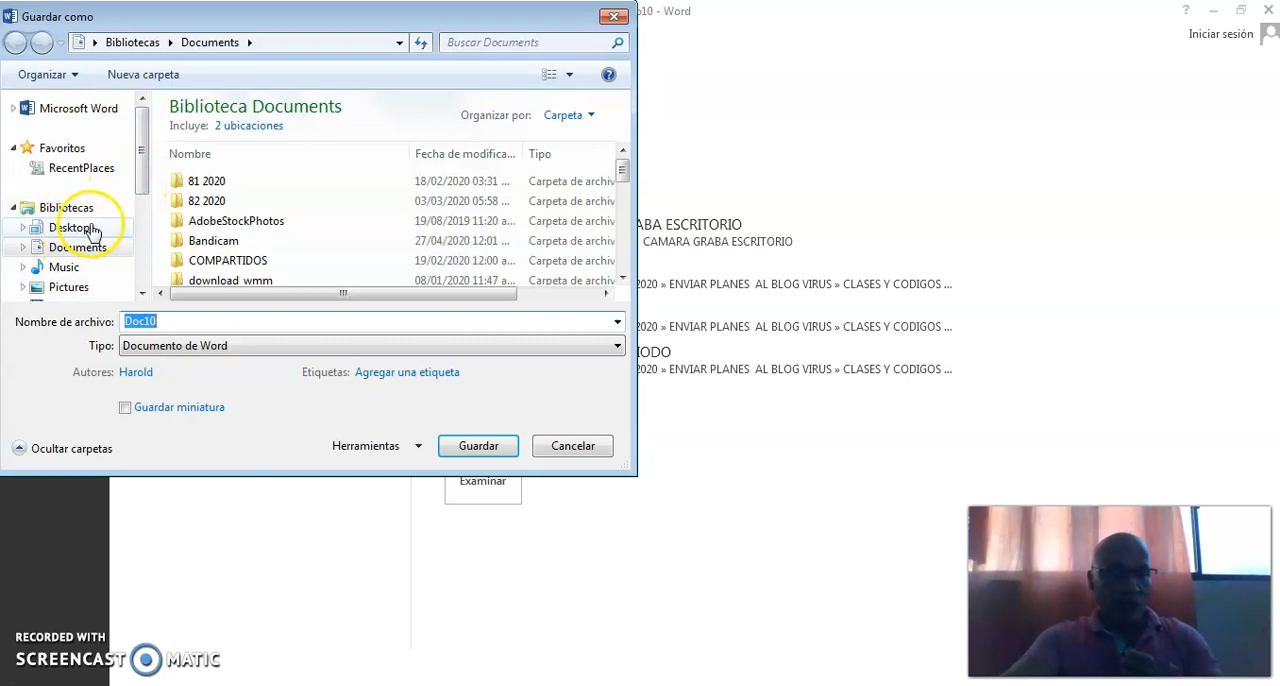 Guardar como
Bibliotecas Documents
Buscar Documents
Organizar Nueva carpeta
Microsoft Word
Favoritos
RecentPlaces
Bibliotecas
Desktop
Documents
Music
Pictures
Biblioteca Documents
Incluye: 2 ubicaciones
Organizar por: Carpeta
Nombre Fecha de modifica... Tipo
81 2020 18/02/2020 03:31 ... Carpeta de archiv
82 2020 03/03/2020 05:58 ... Carpeta de archiv
AdobeStockPhotos 19/08/2019 11:20 ... Carpeta de archiv
Bandicam 27/04/2020 12:01 ... Carpeta de archiv
COMPARTIDOS 19/02/2020 12:00 ... Carpeta de archiv
download wmm 08/01/2020 11:47 a... Carpeta de archiv
Nombre de archivo: Doc10
Tipo: Documento de Word
Autores: Harold Etiquetas: Agregar una etiqueta
Guardar miniatura
Ocultar carpetas Herramientas Guardar Cancelar
o10 - Word
Iniciar sesión
ABA ESCRITORIO
CAMARA GRABA ESCRITORIO
2020 » ENVIAR PLANES AL BLOG VIRUS » CLASES Y CODIGOS ...
2020 » ENVIAR PLANES AL BLOG VIRUS » CLASES Y CODIGOS ...
IODO
2020 » ENVIAR PLANES AL BLOG VIRUS » CLASES Y CODIGOS ...
Examinar
RECORDED WITH
SCREENCAST MATIC